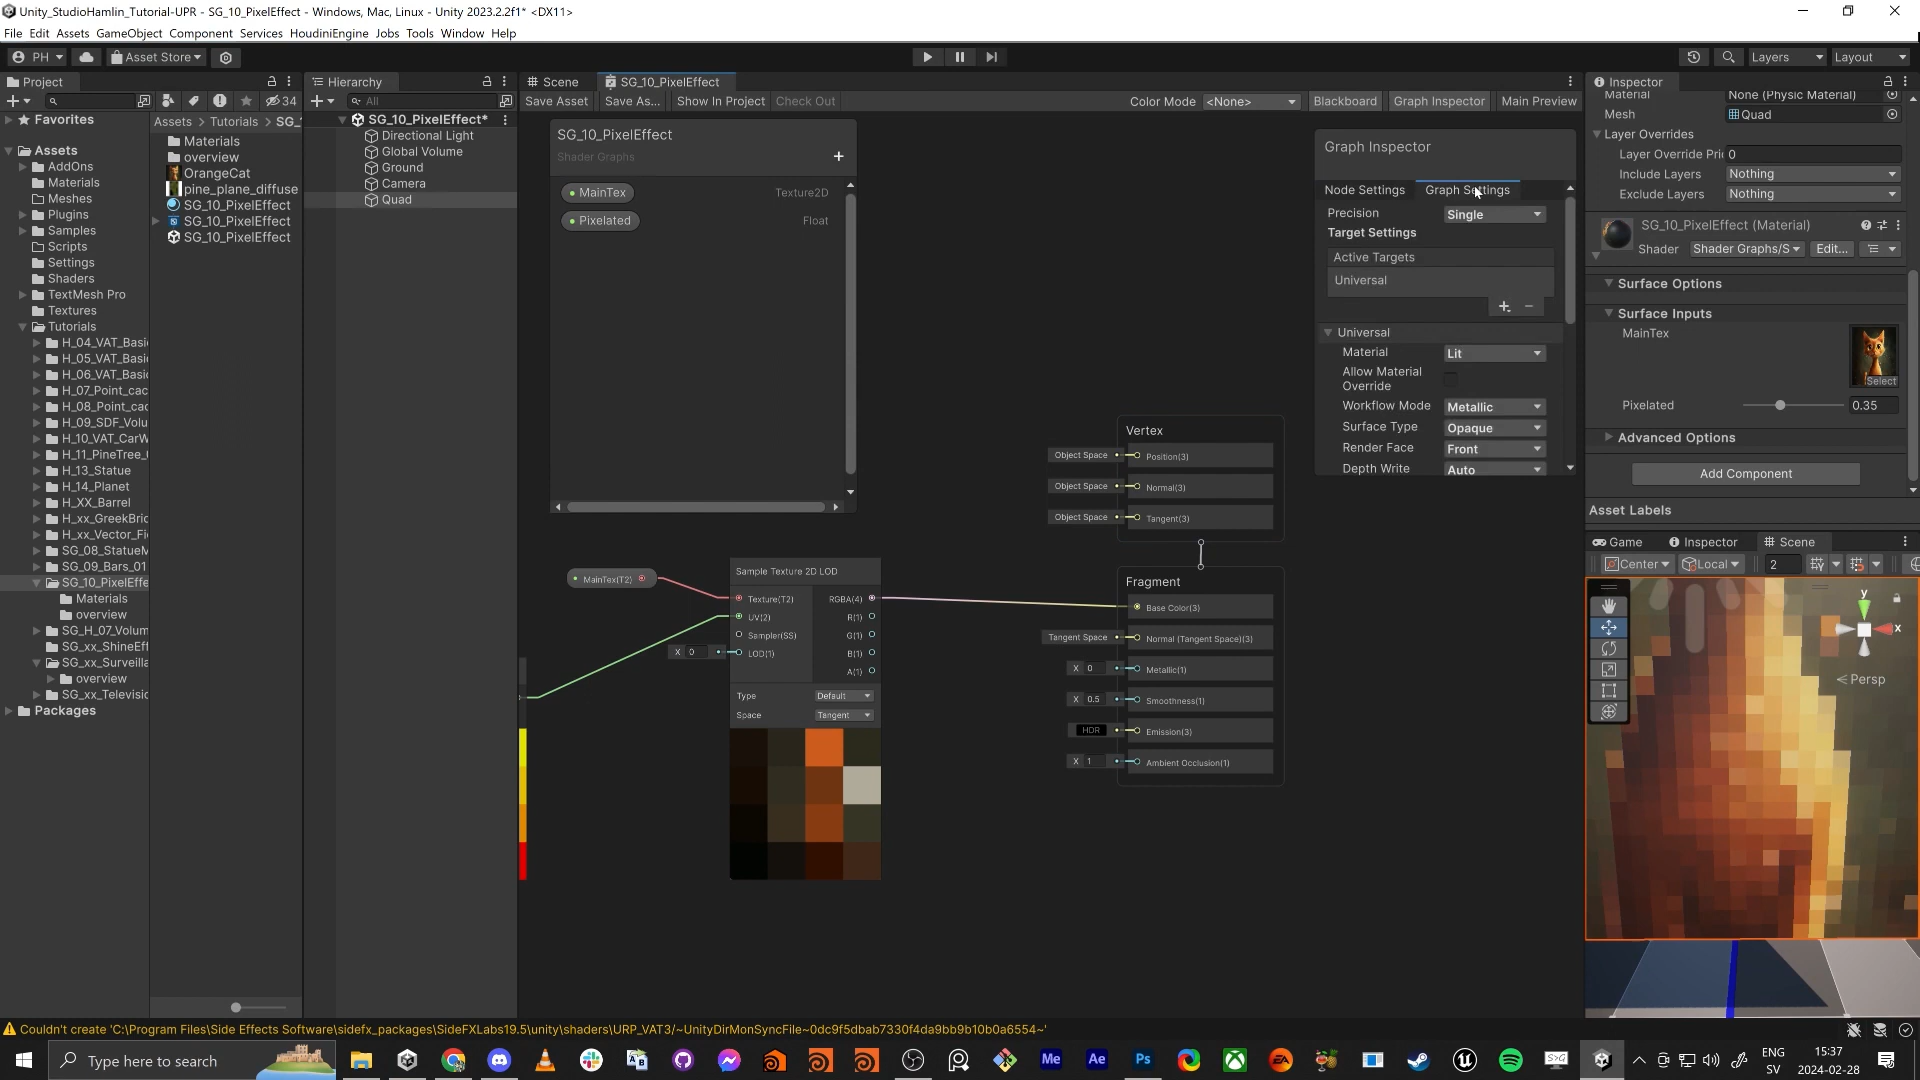 Unity_StudioHamlin_Tutorial-UPR - SG_10_PixelEffect - Windows, Mac, Linux - Unity 2023.2.2f1* <DX11>
File Edit Assets GameObject Component Services HoudiniEngine Jobs Tools Window Help
PH Asset Store Layers Layout
Project
34
Favorites
Assets
AddOns
Materials
Meshes
Plugins
Samples
Scripts
Settings
Shaders
TextMesh Pro
Textures
Tutorials
H_04_VAT_Basi
H_05_VAT_Basi
H_06_VAT_Basi
H_07_Point_cac
H_08_Point_cac
H_09_SDF_Volu
H_10_VAT_CarW
H_11_PineTree_
H_13_Statue
H_14_Planet
H_XX_Barrel
H_xx_GreekBric
H_xx_Vector_Fi
SG_08_StatueM
SG_09_Bars_01
SG_10_PixelEffe
Materials
overview
SG_H_07_Volum
SG_xx_ShineEff
SG_xx_Surveilla
overview
SG_xx_Televisic
Packages
Assets > Tutorials > SG_
Materials
overview
OrangeCat
pine_plane_diffuse
SG_10_PixelEffect
SG_10_PixelEffect
SG_10_PixelEffect
Hierarchy
All
SG_10_PixelEffect*
Directional Light
Global Volume
Ground
Camera
Quad
Scene SG_10_PixelEffect
Save Asset Save As... Show In Project Check Out Color Mode <None> Blackboard Graph Inspector Main Preview
SG_10_PixelEffect
Shader Graphs
MainTex Texture2D
Pixelated Float
MainTex(T2)
Sample Texture 2D LOD
Texture(T2) RGBA(4)
UV(2) R(1)
Sampler(SS) G(1)
X 0 LOD(1) B(1)
A(1)
Type Default
Space Tangent
Vertex
Object Space Position(3)
Object Space Normal(3)
Object Space Tangent(3)
Fragment
Base Color(3)
Tangent Space Normal (Tangent Space)(3)
X 0 Metallic(1)
X 0.5 Smoothness(1)
HDR Emission(3)
X 1 Ambient Occlusion(1)
Graph Inspector
Node Settings Graph Settings
Precision Single
Target Settings
Active Targets
Universal
Universal
Material Lit
Allow Material Override
Workflow Mode Metallic
Surface Type Opaque
Render Face Front
Depth Write Auto
Inspector
Material None (Physic Material)
Mesh Quad
Layer Overrides
Layer Override Pri 0
Include Layers Nothing
Exclude Layers Nothing
SG_10_PixelEffect (Material)
Shader Shader Graphs/S Edit...
Surface Options
Surface Inputs
MainTex
Select
Pixelated 0.35
Advanced Options
Add Component
Asset Labels
Game Inspector Scene
Center Local 2
y
x
Persp
Couldn't create 'C:\Program Files\Side Effects Software\sidefx_packages\SideFXLabs19.5\unity\shaders\URP_VAT3/~UnityDirMonSyncFile~0dc9f5dbab7330f4da9bb9b10b0a6554~'
Type here to search
Me Ae Ps
ENG
SV
15:37
2024-02-28